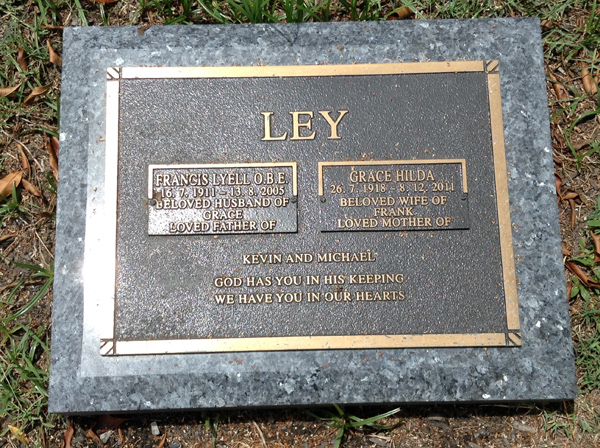 LEY
FRANCIS LYELL O.B.E.
16. 7. 1911 - 13. 8. 2005
BELOVED HUSBAND OF
GRACE
LOVED FATHER OF
GRACE HILDA
26. 7. 1918 - 8. 12. 2011
BELOVED WIFE OF
FRANK
LOVED MOTHER OF
KEVIN AND MICHAEL
GOD HAS YOU IN HIS KEEPING
WE HAVE YOU IN OUR HEARTS